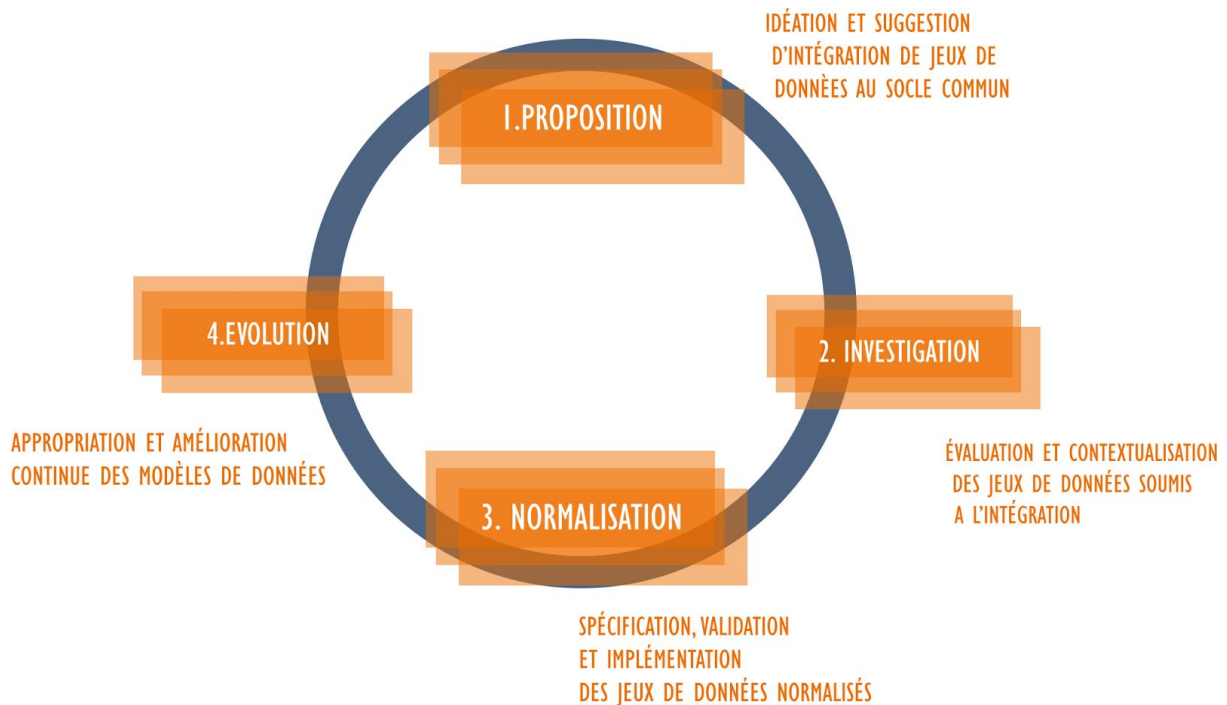 IDÉATION ET SUGGESTION
D'INTÉGRATION DE JEUX DE
DONNÈES AU SOCLE COMMUN
1.PROPOSITION
4.EVOLUTION
2. INVESTIGATION
APPROPRIATION ET AMÉLIORATION
CONTINUE DES MODÈLES DE DONNÉES
ÉVALUATION ET CONTEXTUALISATION
DES JEUX DE DONNÉES SOUMIS
A L'INTÉGRATION
3. NORMALISATION
SPÉCIFICATION, VALIDATION
ET IMPLÉMENTATION
DES JEUX DE DONNÉES NORMALISÉS